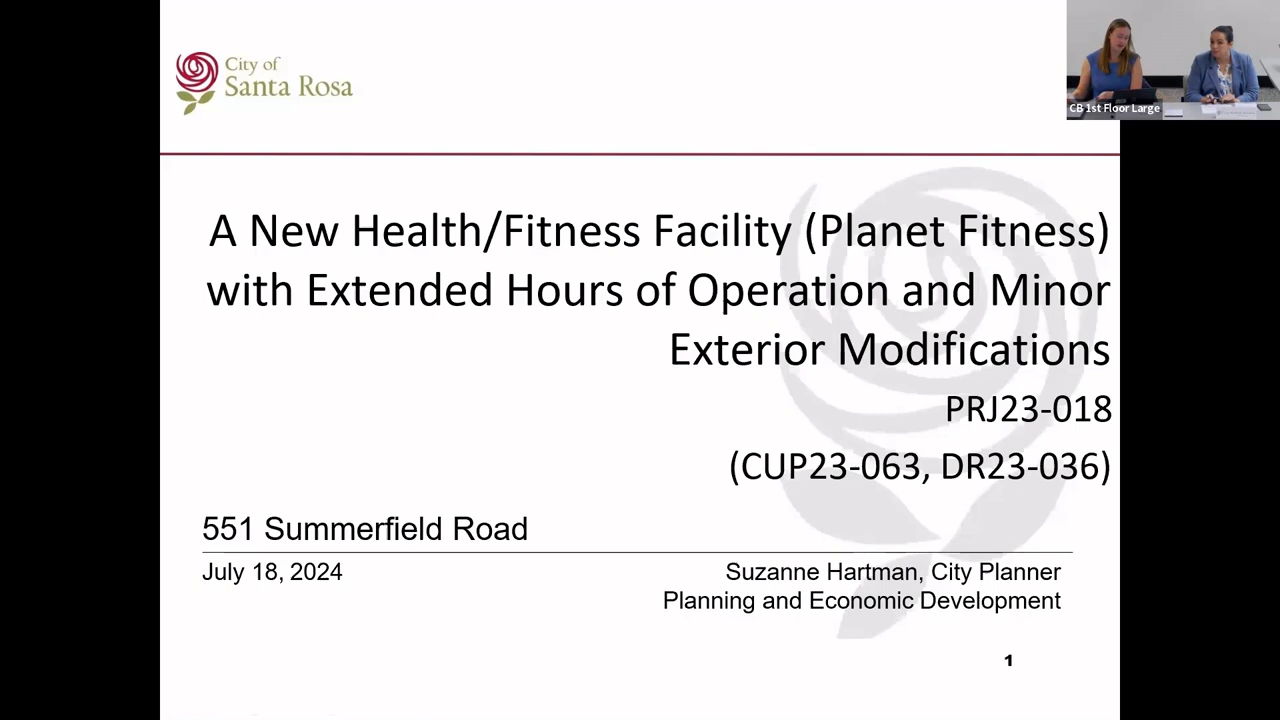 City of
Santa Rosa
CB 1st Floor Large
A New Health/Fitness Facility (Planet Fitness)
with Extended Hours of Operation and Minor
Exterior Modifications
PRJ23-018
(CUP23-063, DR23-036)
551 Summerfield Road
July 18, 2024
Suzanne Hartman, City Planner
Planning and Economic Development
1